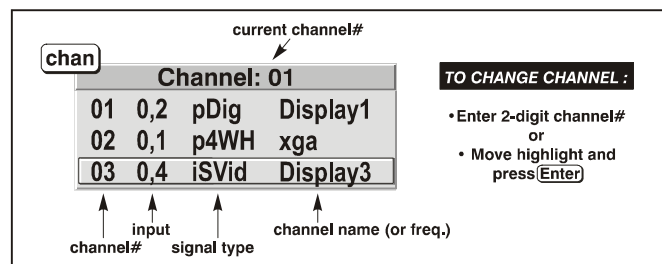 current channel#
chan
Channel: 01
01 0,2 pDig Display1
02 0,1 p4WH xga
03 0,4 iSVid Display3
channel#
input
signal type
channel name (or freq.)
TO CHANGE CHANNEL :
•Enter 2-digit channel#
or
• Move highlight and
press Enter